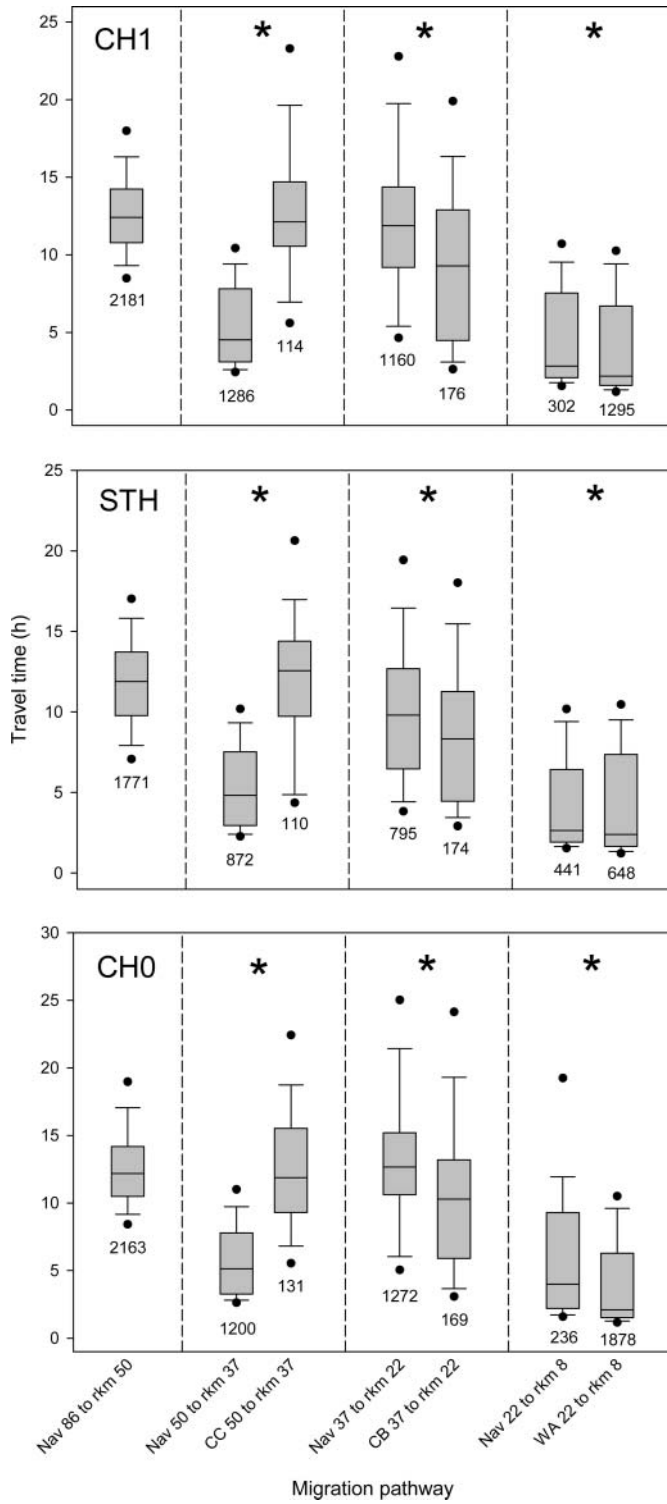 CH1
* * *
25
20
15
10
5
0
2181
1286
114
1160
176
302
1295
STH
* * *
25
20
15
10
5
0
1771
872
110
795
174
441
648
Travel time (h)
CH0
* * *
30
25
20
15
10
5
0
2163
1200
131
1272
169
236
1878
Nav 86 to rkm 50
Nav 50 to rkm 37
CC 50 to rkm 37
Nav 37 to rkm 22
CB 37 to rkm 22
Nav 22 to rkm 8
WA 22 to rkm 8
Migration pathway